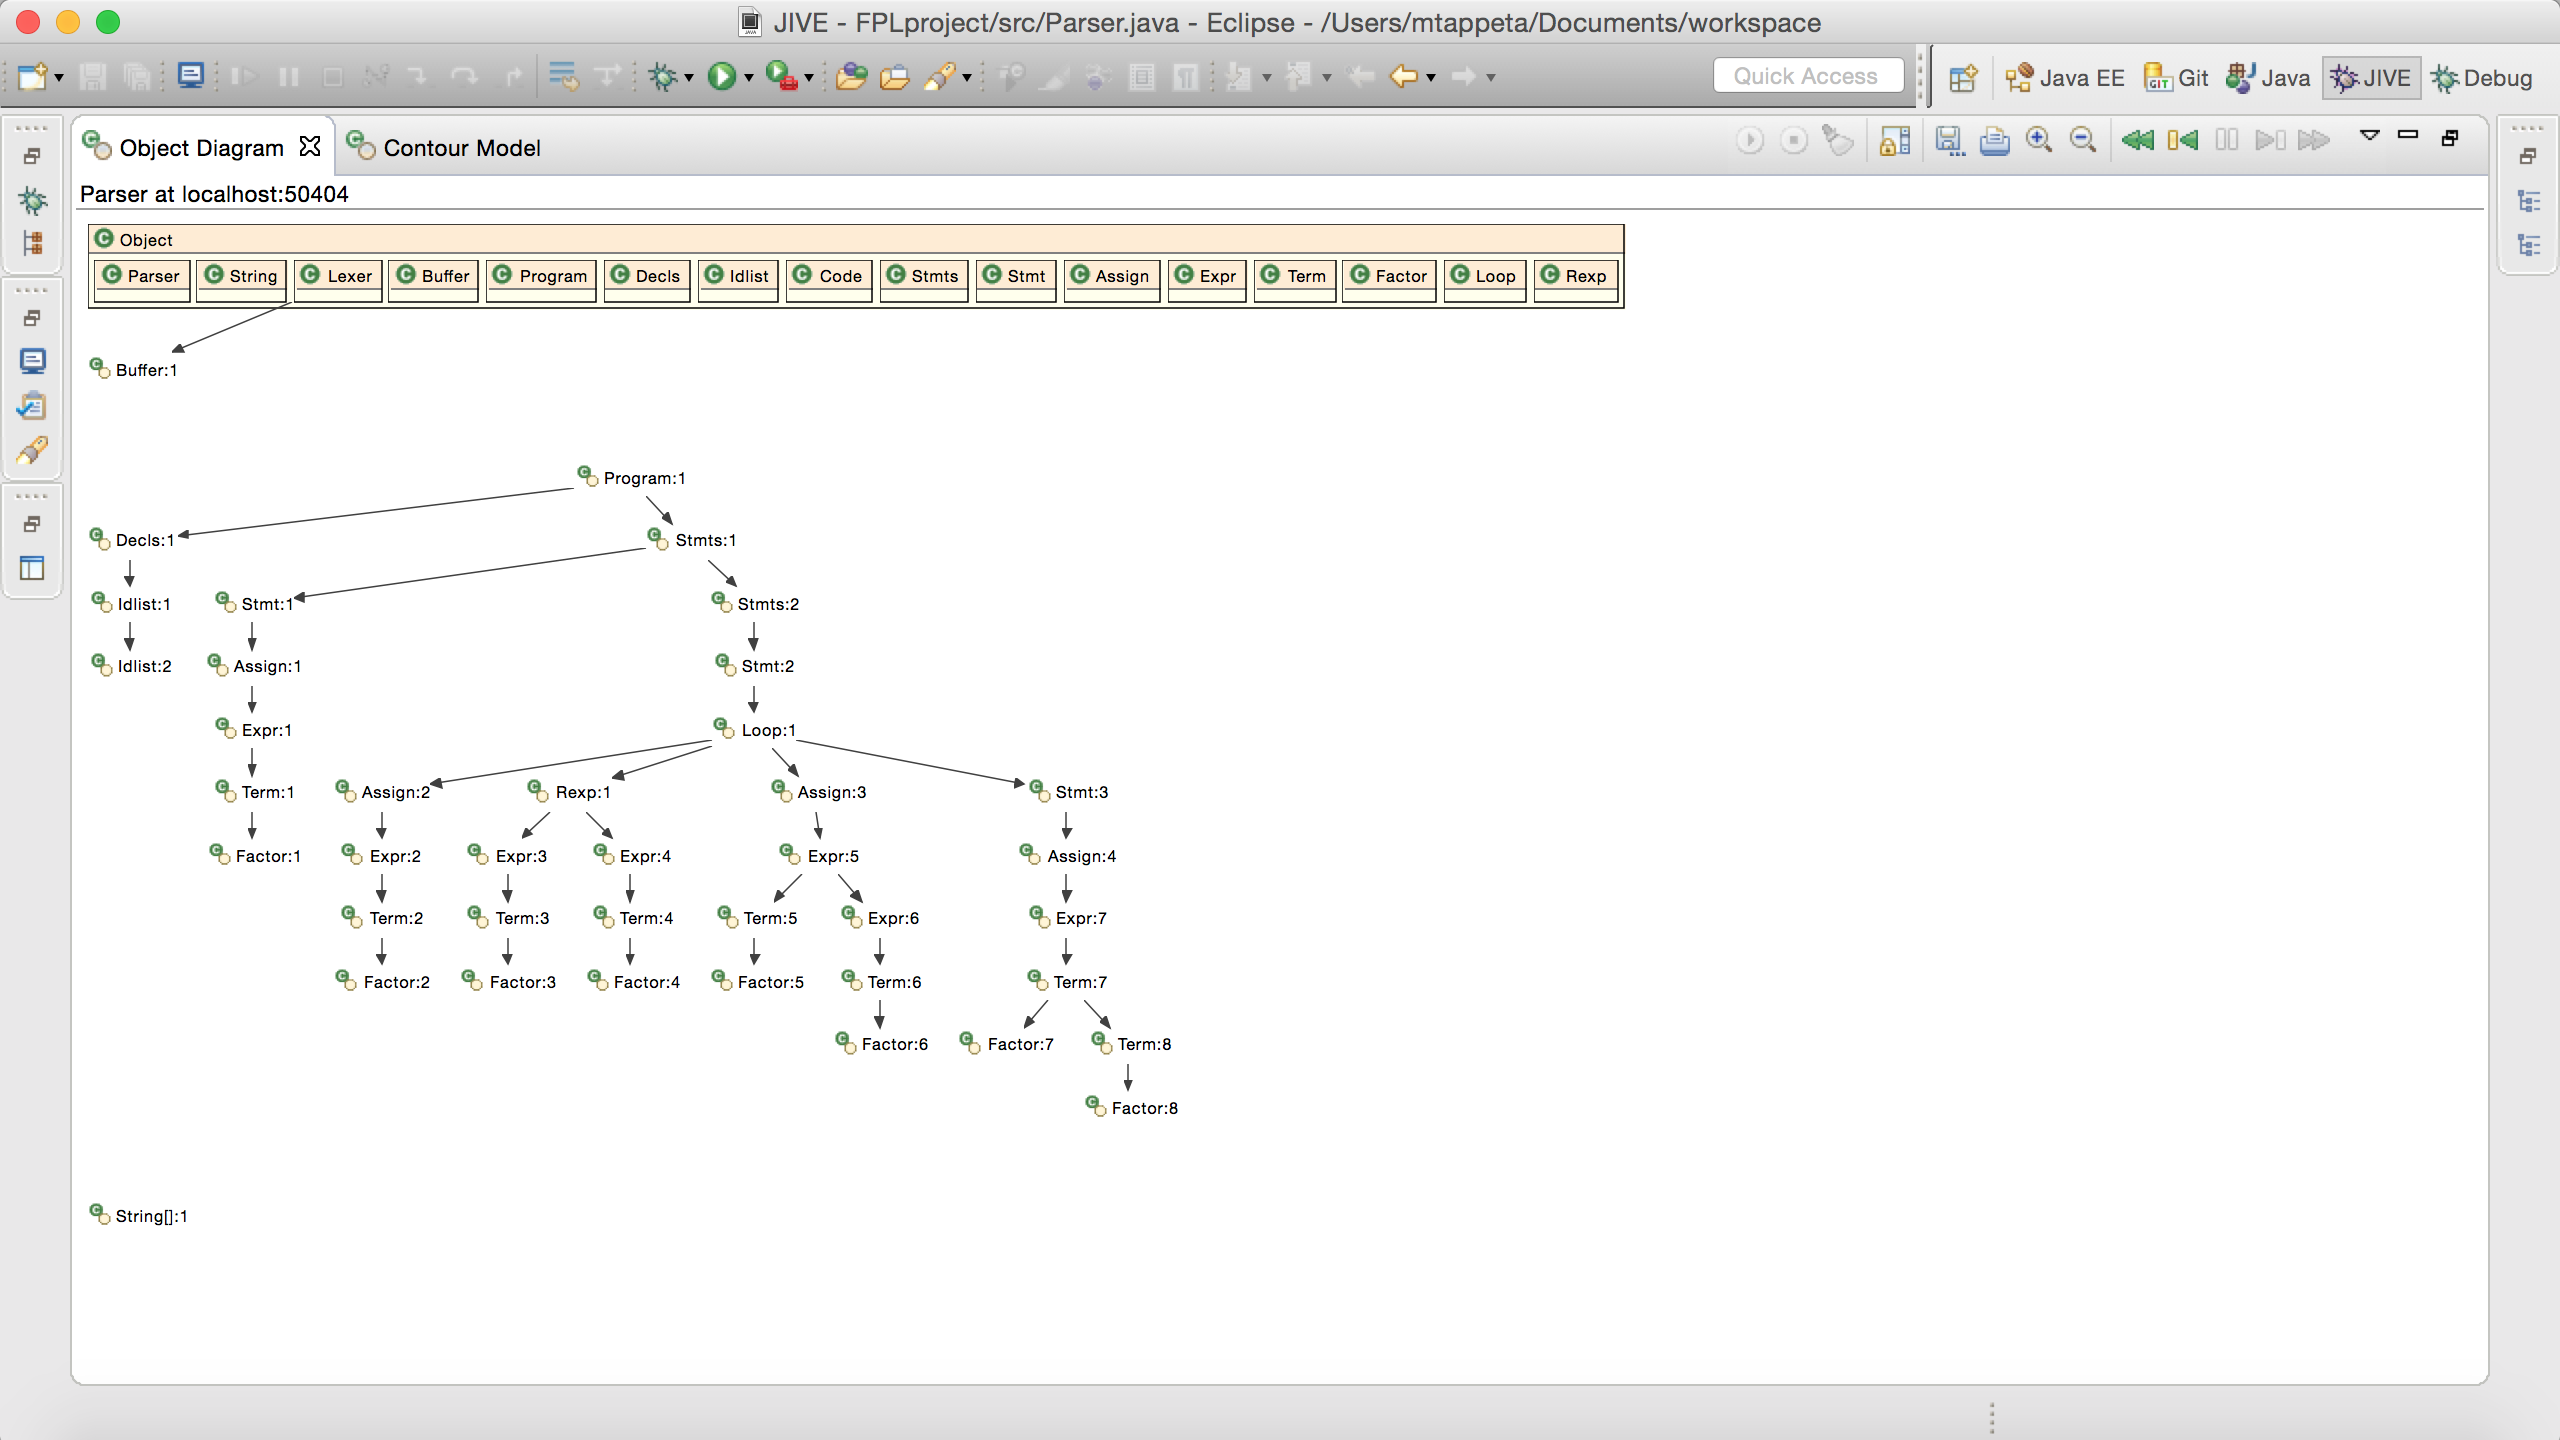 JIVE - FPLproject/src/Parser.java - Eclipse - /Users/mtappeta/Documents/workspace
Quick Access Java EE Git Java JIVE Debug
Object Diagram Contour Model
Parser at localhost:50404
Object
Parser String Lexer Buffer Program Decls Idlist Code Stmts Stmt Assign Expr Term Factor Loop Rexp
Buffer:1
Program:1
Decls:1 Stmts:1
Idlist:1 Stmt:1 Stmts:2
Idlist:2 Assign:1 Stmt:2
Expr:1 Loop:1
Term:1 Assign:2 Rexp:1 Assign:3 Stmt:3
Factor:1 Expr:2 Expr:3 Expr:4 Expr:5 Assign:4
Term:2 Term:3 Term:4 Term:5 Expr:6 Expr:7
Factor:2 Factor:3 Factor:4 Factor:5 Term:6 Term:7
Factor:6 Factor:7 Term:8
Factor:8
String[]:1